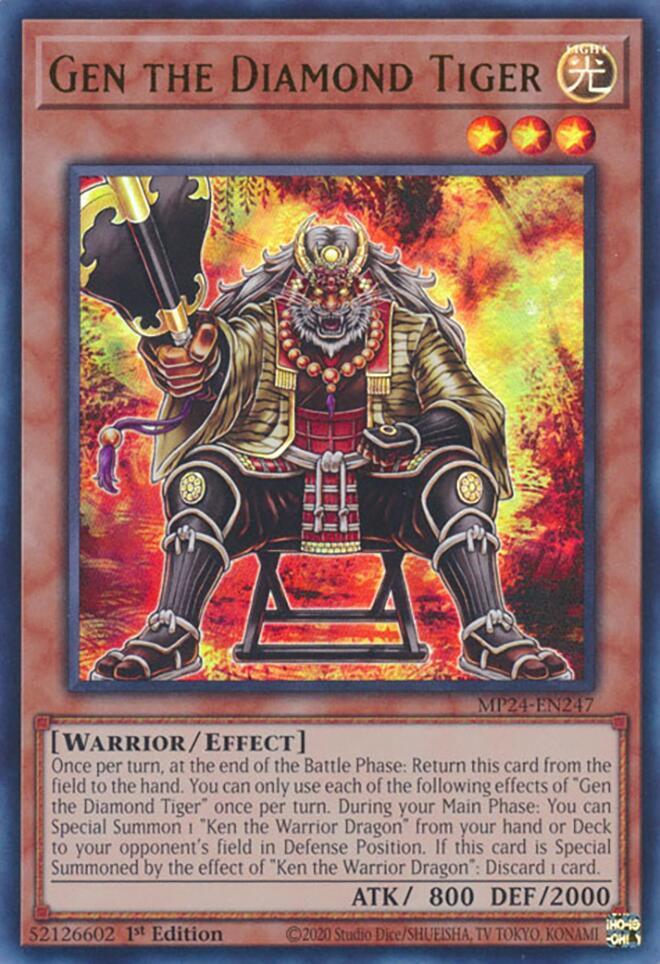 Gen the Diamond Tiger
LIGHT
光
MP24-EN247
[Warrior/Effect]
Once per turn, at the end of the Battle Phase: Return this card from the
field to the hand. You can only use each of the following effects of "Gen
the Diamond Tiger" once per turn. During your Main Phase: You can
Special Summon 1 "Ken the Warrior Dragon" from your hand or Deck
to your opponent's field in Defense Position. If this card is Special
Summoned by the effect of "Ken the Warrior Dragon": Discard 1 card.
ATK/ 800 DEF/2000
52126602 1st Edition ©2020 Studio Dice/SHUEISHA, TV TOKYO, KONAMI